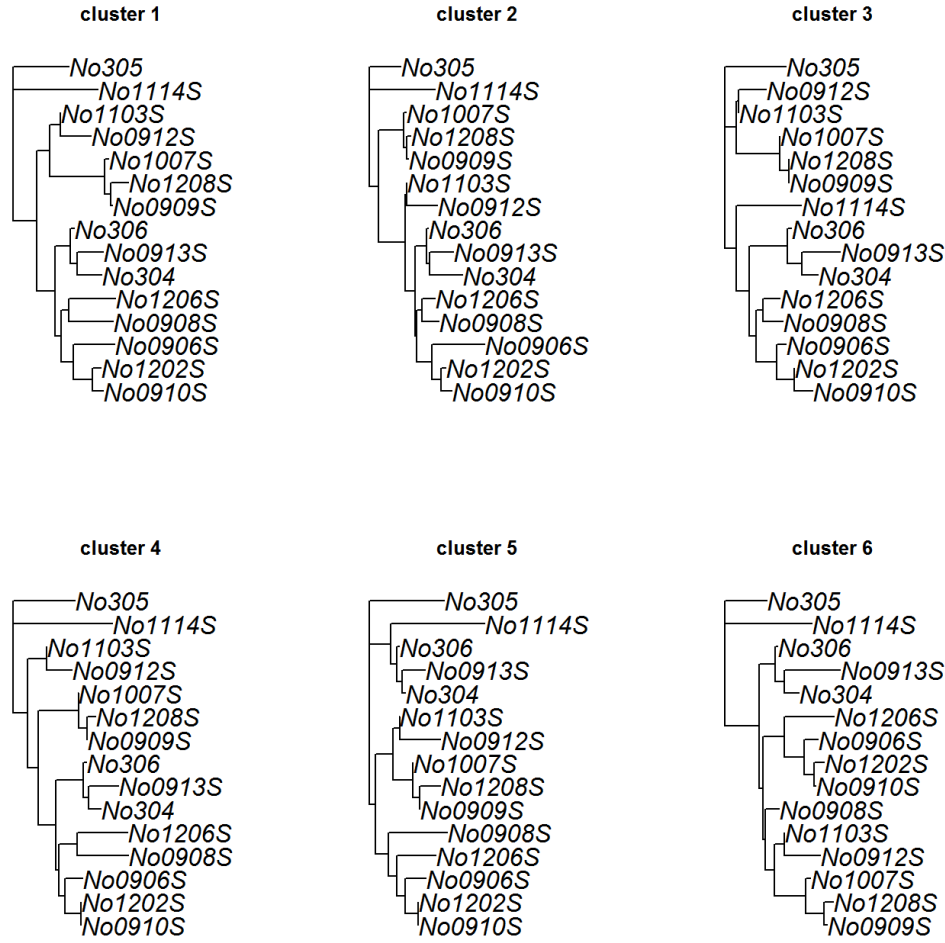 cluster 1
No305
No1114S
No1103S
No0912S
No1007S
No1208S
No0909S
No306
No0913S
No304
No1206S
No0908S
No0906S
No1202S
No0910S
cluster 2
No305
No1114S
No1007S
No1208S
No0909S
No1103S
No0912S
No306
No0913S
No304
No1206S
No0908S
No0906S
No1202S
No0910S
cluster 3
No305
No0912S
No1103S
No1007S
No1208S
No0909S
No1114S
No306
No0913S
No304
No1206S
No0908S
No0906S
No1202S
No0910S
cluster 4
No305
No1114S
No1103S
No0912S
No1007S
No1208S
No0909S
No306
No0913S
No304
No1206S
No0908S
No0906S
No1202S
No0910S
cluster 5
No305
No1114S
No306
No0913S
No304
No1103S
No0912S
No1007S
No1208S
No0909S
No0908S
No1206S
No0906S
No1202S
No0910S
cluster 6
No305
No1114S
No306
No0913S
No304
No1206S
No0906S
No1202S
No0910S
No0908S
No1103S
No0912S
No1007S
No1208S
No0909S